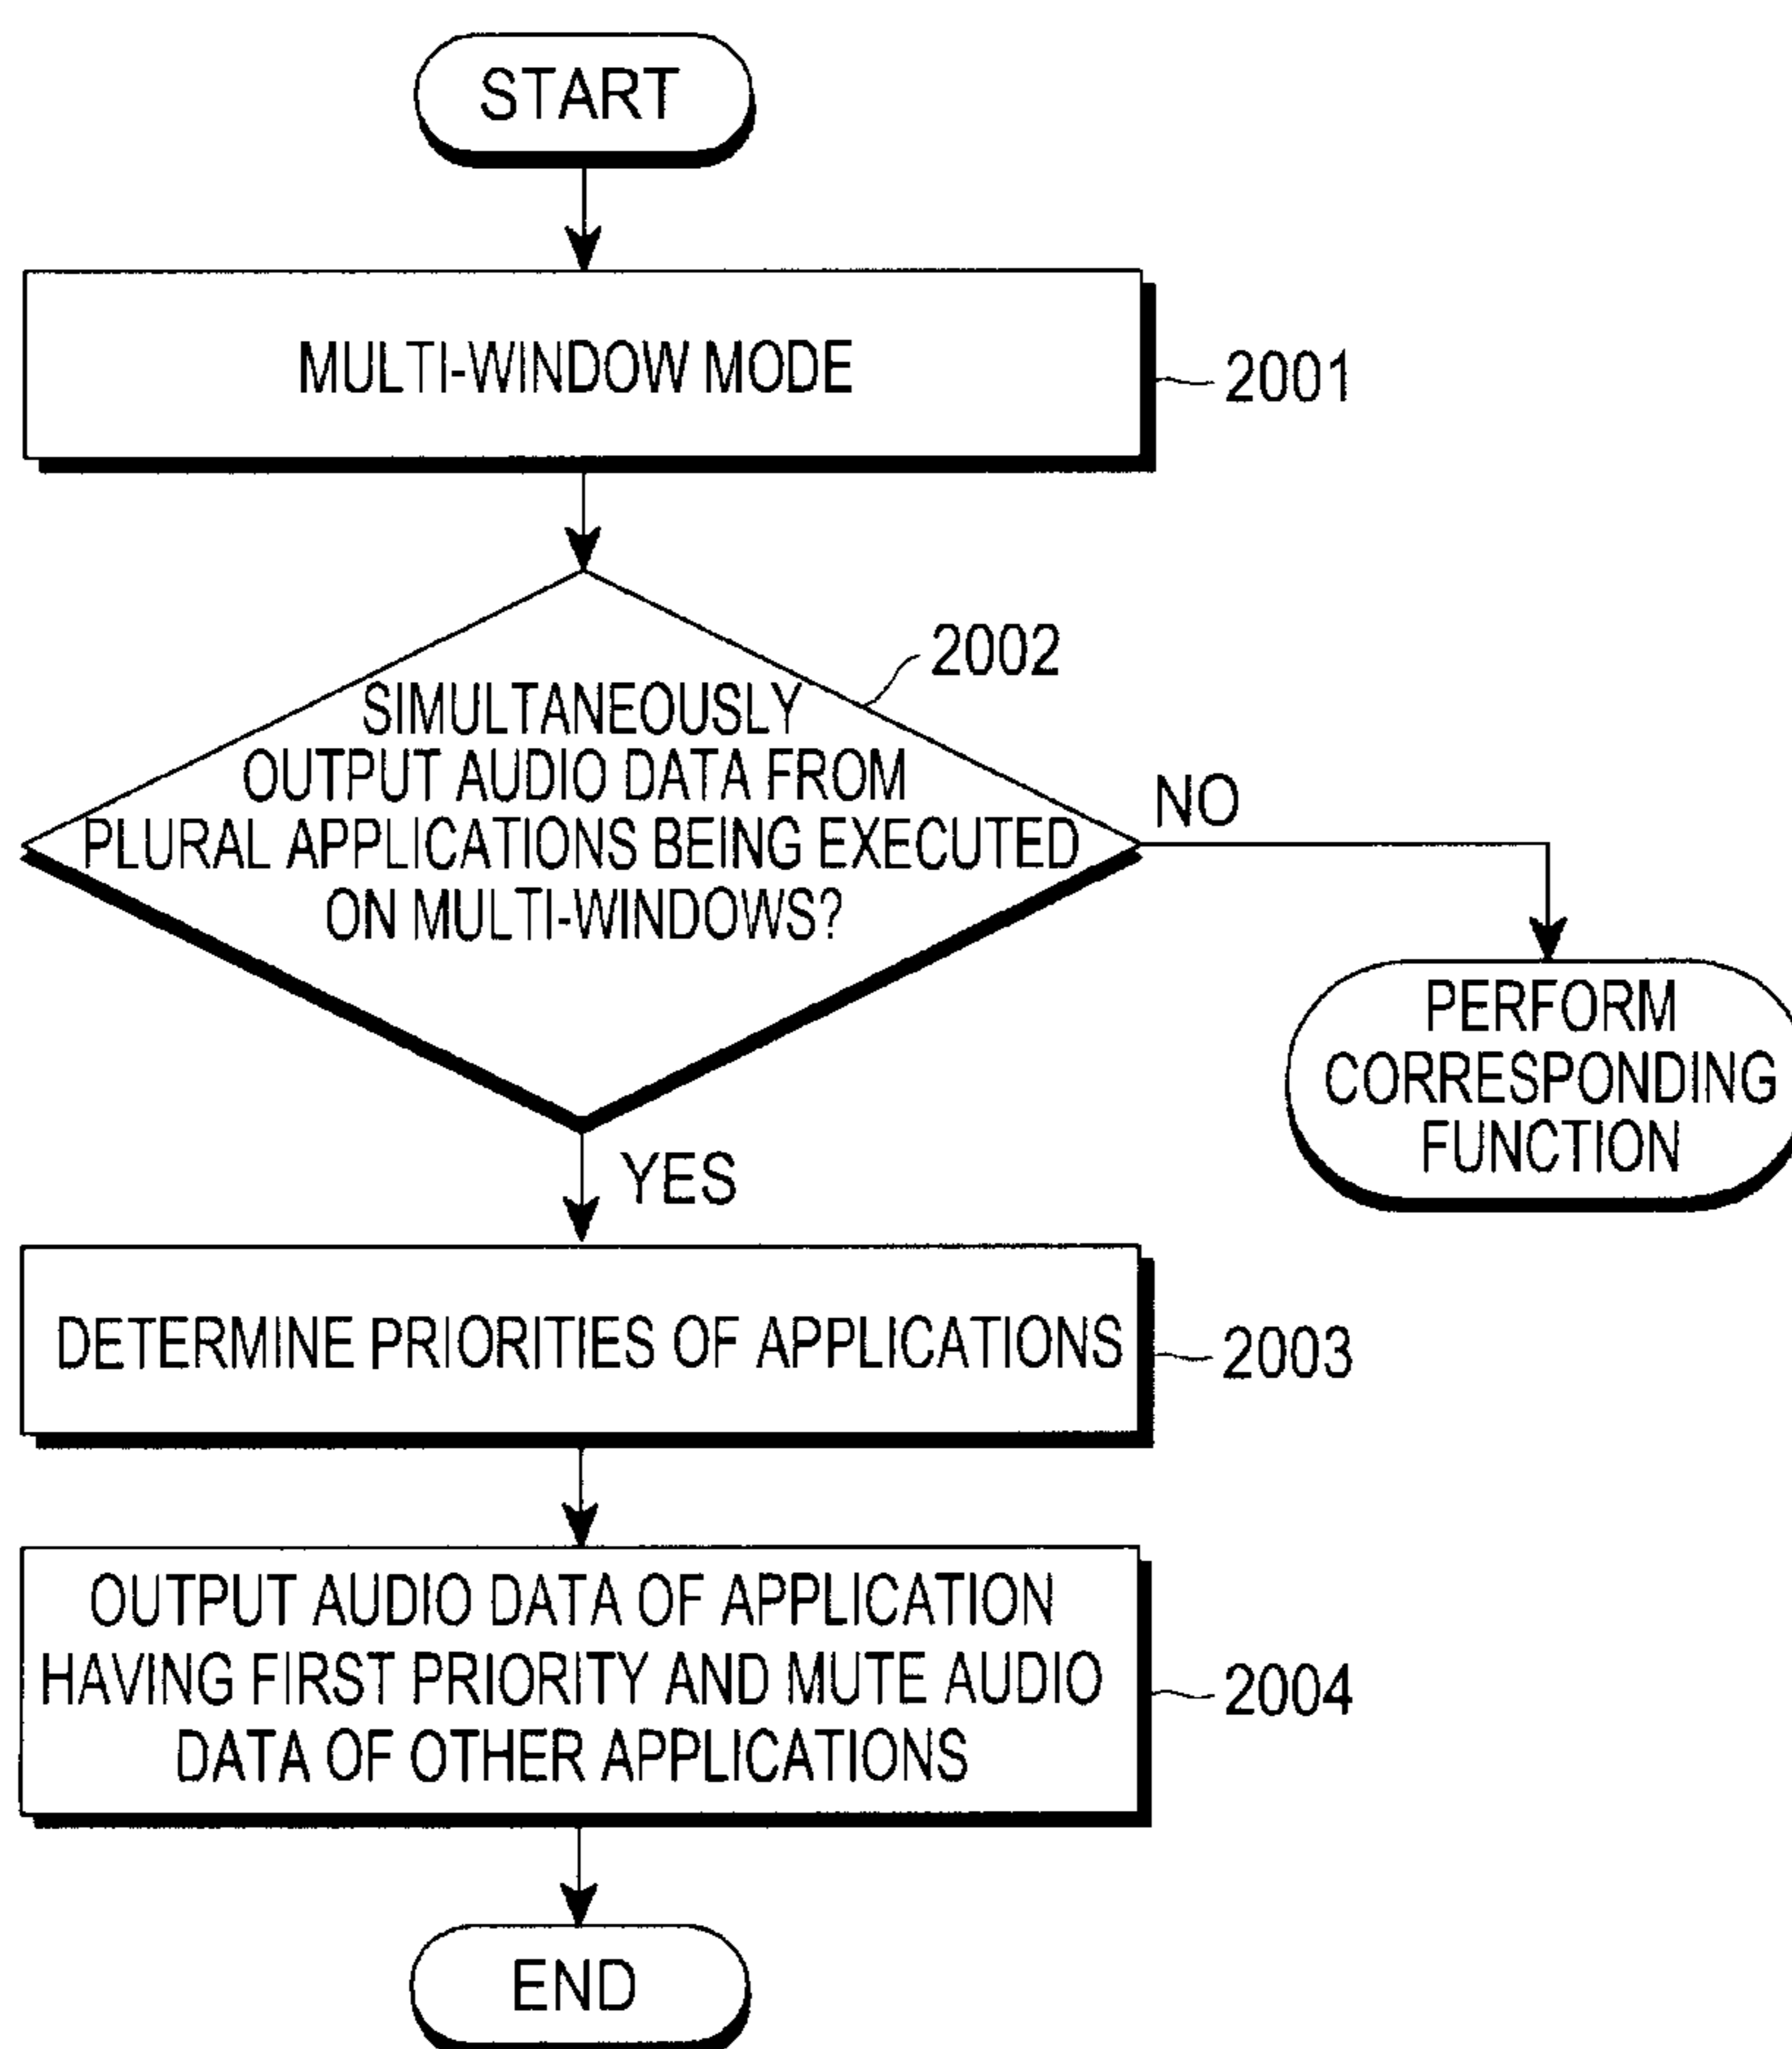 START
MULTI-WINDOW MODE
2001
2002
SIMULTANEOUSLY
OUTPUT AUDIO DATA FROM
PLURAL APPLICATIONS BEING EXECUTED
ON MULTI-WINDOWS?
NO
PERFORM
CORRESPONDING
FUNCTION
YES
DETERMINE PRIORITIES OF APPLICATIONS
2003
OUTPUT AUDIO DATA OF APPLICATION
HAVING FIRST PRIORITY AND MUTE AUDIO
DATA OF OTHER APPLICATIONS
2004
END